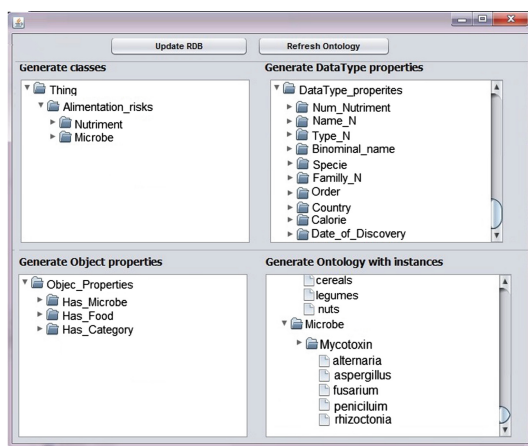 Update RDB
Refresh Ontology
Generate classes
Thing
Alimentation_risks
Nutriment
Microbe
Generate DataType properties
DataType_properites
Num_Nutriment
Name_N
Type_N
Binominal_name
Specie
Familly_N
Order
Country
Calorie
Date_of_Discovery
Generate Object properties
Objec_Properties
Has_Microbe
Has_Food
Has_Category
Generate Ontology with instances
cereals
legumes
nuts
Microbe
Mycotoxin
alternaria
aspergillus
fusarium
peniciluim
rhizoctonia